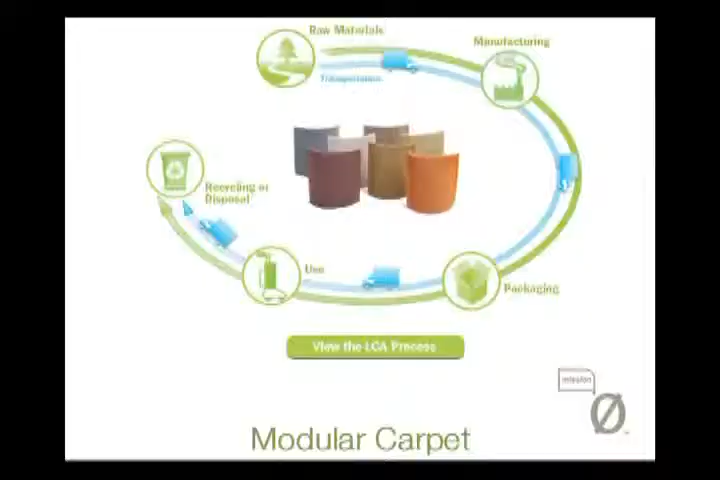 Raw Materials
Manufacturing
Transportation
Recycling or
Disposal
Use
Packaging
View the LCA Process
mission
Ø
Modular Carpet